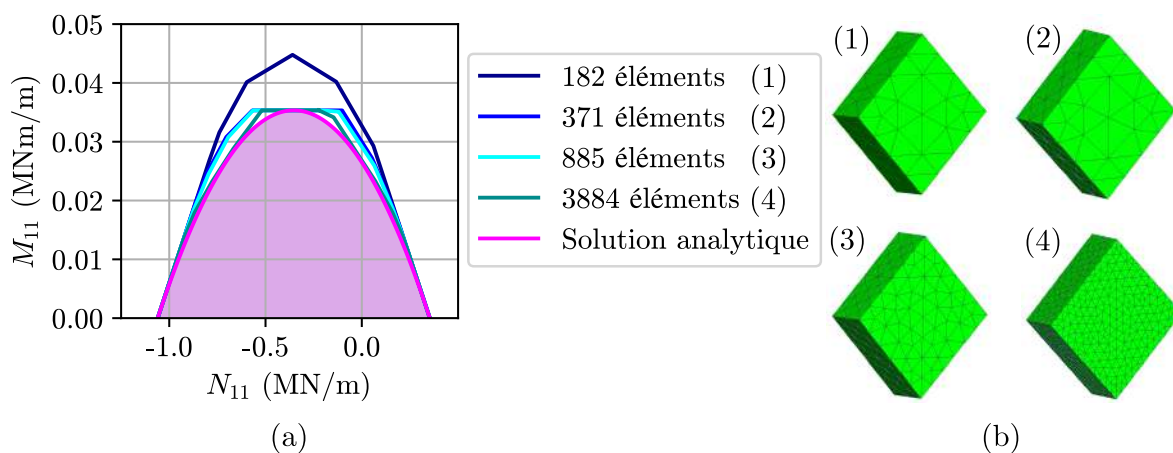 0.05
0.04
0.03
0.02
0.01
0.00
M₁₁ (MNm/m)
-1.0 -0.5 0.0
N₁₁ (MN/m)
(a)
182 éléments (1)
371 éléments (2)
885 éléments (3)
3884 éléments (4)
Solution analytique
(1) (2)
(3) (4)
(b)